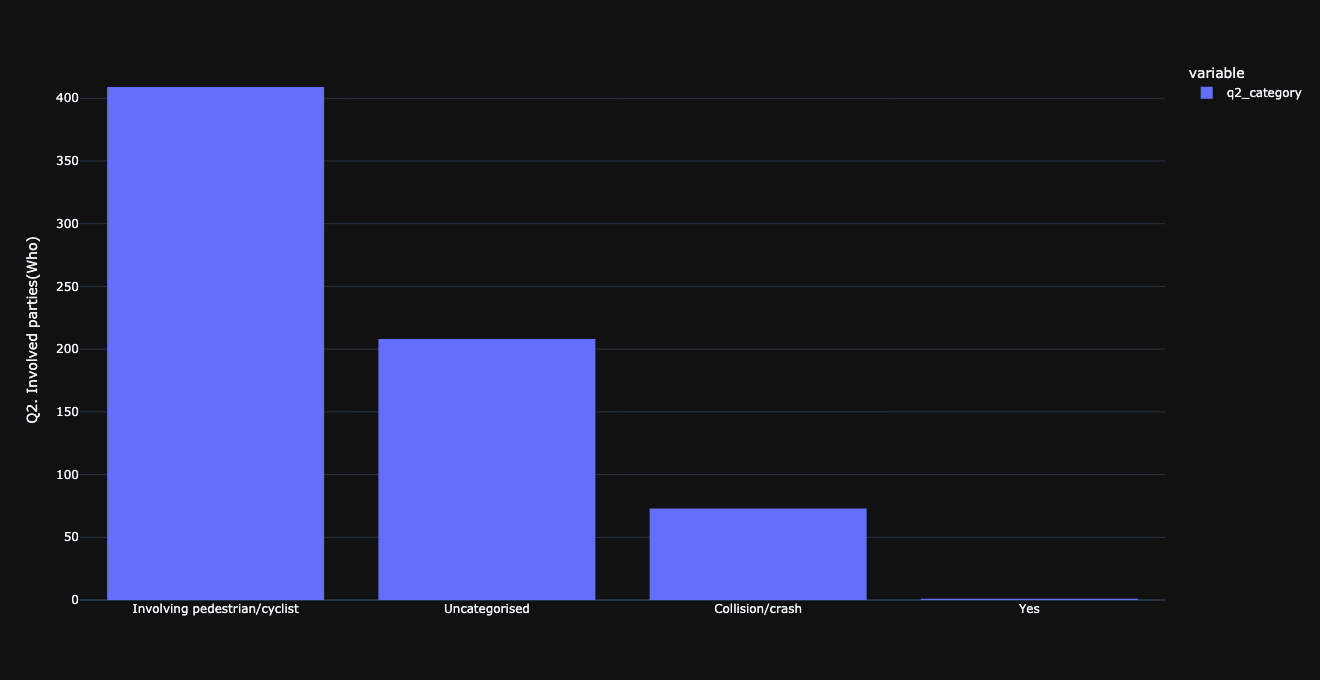 variable
q2_category
Q2. Involved parties(Who)
400
350
300
250
200
150
100
50
0
Involving pedestrian/cyclist
Uncategorised
Collision/crash
Yes